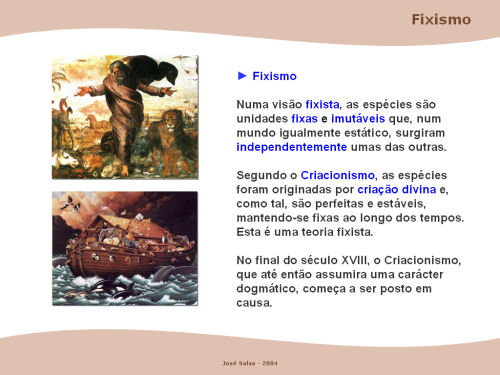 Fixismo
► Fixismo
Numa visão fixista, as espécies são
unidades fixas e imutáveis que, num
mundo igualmente estático, surgiram
independentemente umas das outras.
Segundo o Criacionismo, as espécies
foram originadas por criação divina e,
como tal, são perfeitas e estáveis,
mantendo-se fixas ao longo dos tempos.
Esta é uma teoria fixista.
No final do século XVIII, o Criacionismo,
que até então assumira uma carácter
dogmático, começa a ser posto em
causa.
José Salsa - 2004